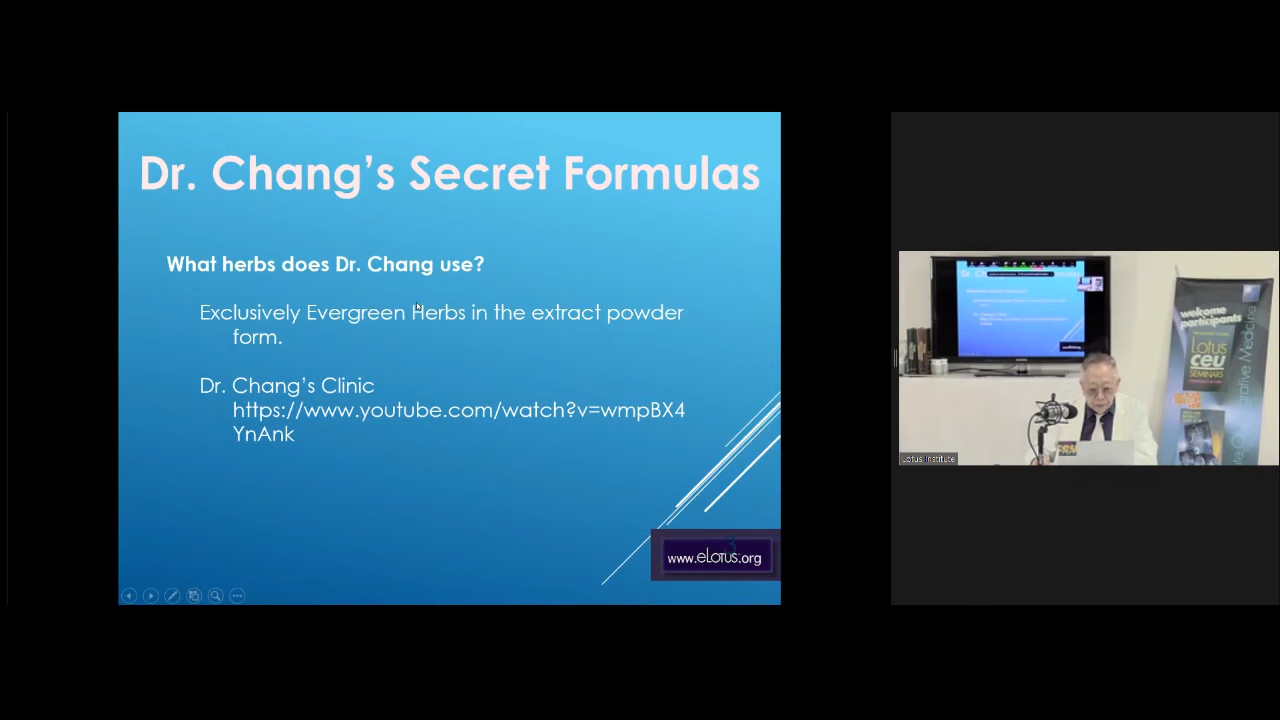 Dr. Chang's Secret Formulas
What herbs does Dr. Chang use?
Exclusively Evergreen Herbs in the extract powder
form.
Dr. Chang's Clinic
https://www.youtube.com/watch?v=wmpBX4
YnAnk
3
www.eLotus.org
welcome
participants
Lotus
ceu
SEMINARS
Lotus Institute